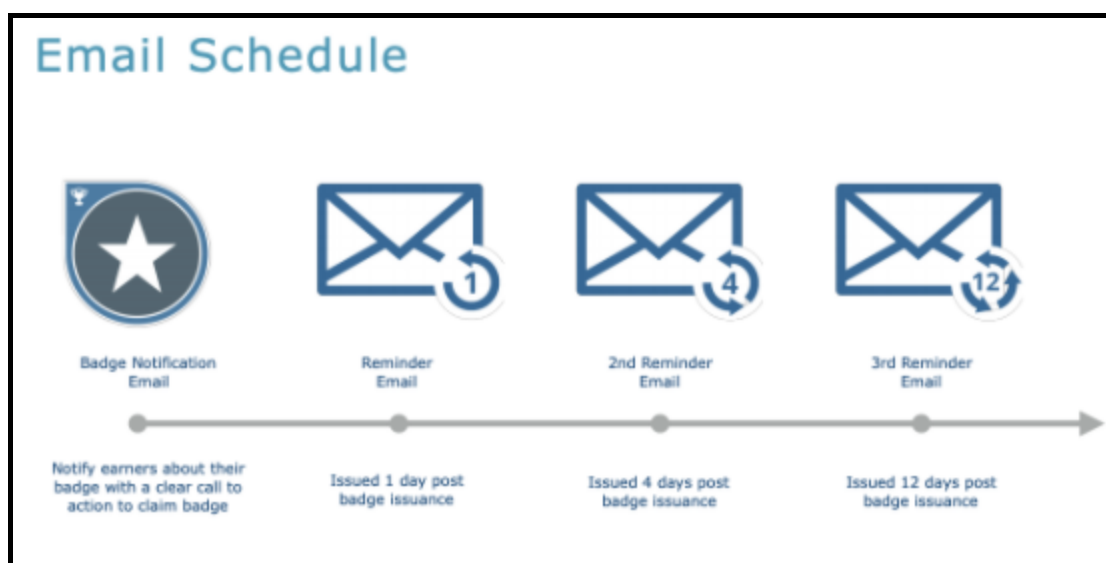 Email Schedule
1
4
12
Badge Notification
Email
Reminder
Email
2nd Reminder
Email
3rd Reminder
Email
Notify earners about their
badge with a clear call to
action to claim badge
Issued 1 day post
badge issuance
Issued 4 days post
badge issuance
Issued 12 days post
badge issuance